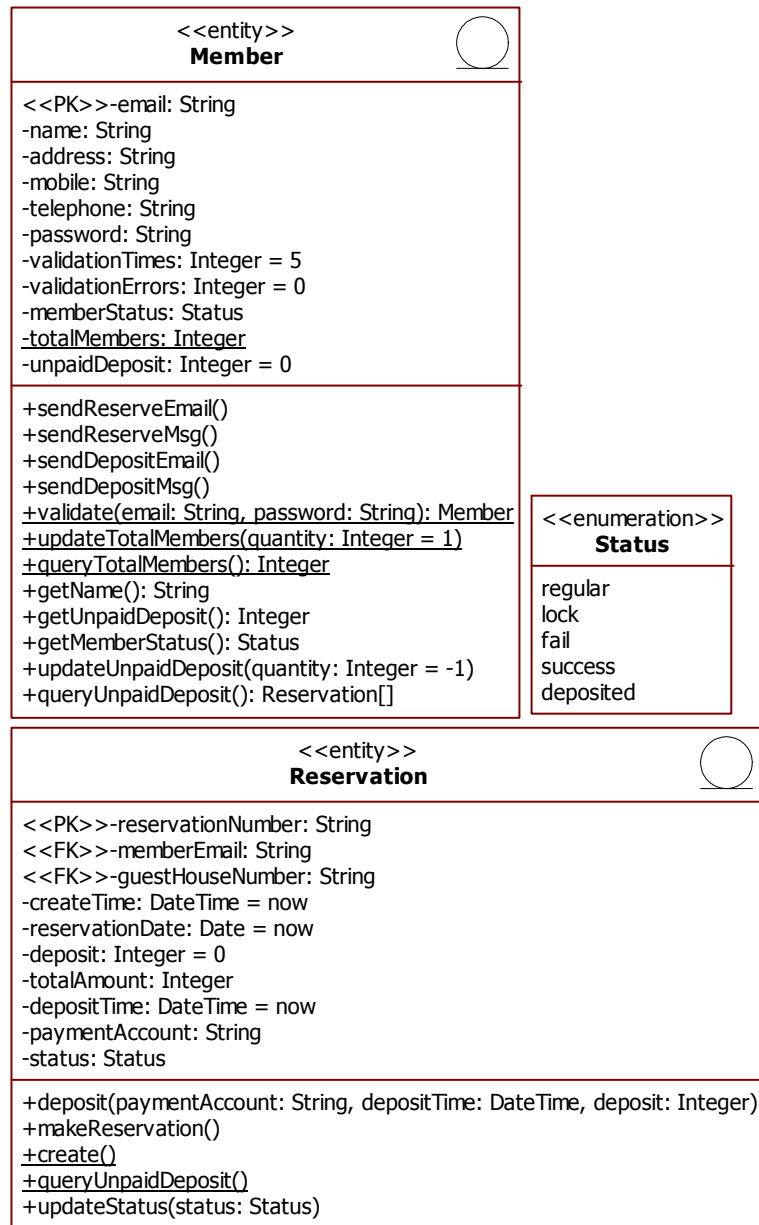 <<entity>>
Member
<<PK>>-email: String
-name: String
-address: String
-mobile: String
-telephone: String
-password: String
-validationTimes: Integer = 5
-validationErrors: Integer = 0
-memberStatus: Status
-totalMembers: Integer
-unpaidDeposit: Integer = 0
+sendReserveEmail()
+sendReserveMsg()
+sendDepositEmail()
+sendDepositMsg()
+validate(email: String, password: String): Member
+updateTotalMembers(quantity: Integer = 1)
+queryTotalMembers(): Integer
+getName(): String
+getUnpaidDeposit(): Integer
+getMemberStatus(): Status
+updateUnpaidDeposit(quantity: Integer = -1)
+queryUnpaidDeposit(): Reservation[]
<<enumeration>>
Status
regular
lock
fail
success
deposited
<<entity>>
Reservation
<<PK>>-reservationNumber: String
<<FK>>-memberEmail: String
<<FK>>-guestHouseNumber: String
-createTime: DateTime = now
-reservationDate: Date = now
-deposit: Integer = 0
-totalAmount: Integer
-depositTime: DateTime = now
-paymentAccount: String
-status: Status
+deposit(paymentAccount: String, depositTime: DateTime, deposit: Integer)
+makeReservation()
+create()
+queryUnpaidDeposit()
+updateStatus(status: Status)